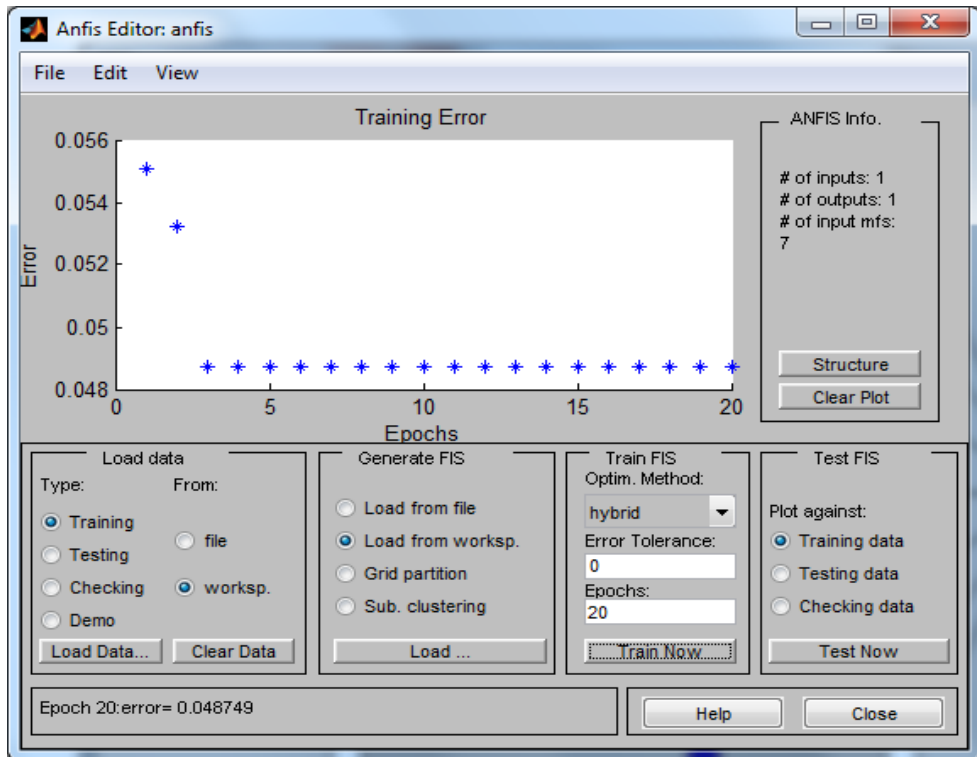 Anfis Editor: anfis
File Edit View
Training Error
0.056
0.054
0.052
0.05
0.048
Error
0 5 10 15 20
Epochs
ANFIS Info.
# of inputs: 1
# of outputs: 1
# of input mfs:
7
Structure
Clear Plot
Load data
Type: From:
Training
Testing
Checking
Demo
file
worksp.
Load Data... Clear Data
Generate FIS
Load from file
Load from worksp.
Grid partition
Sub. clustering
Load ...
Train FIS
Optim. Method:
hybrid
Error Tolerance:
0
Epochs:
20
Train Now
Test FIS
Plot against:
Training data
Testing data
Checking data
Test Now
Epoch 20:error= 0.048749
Help Close